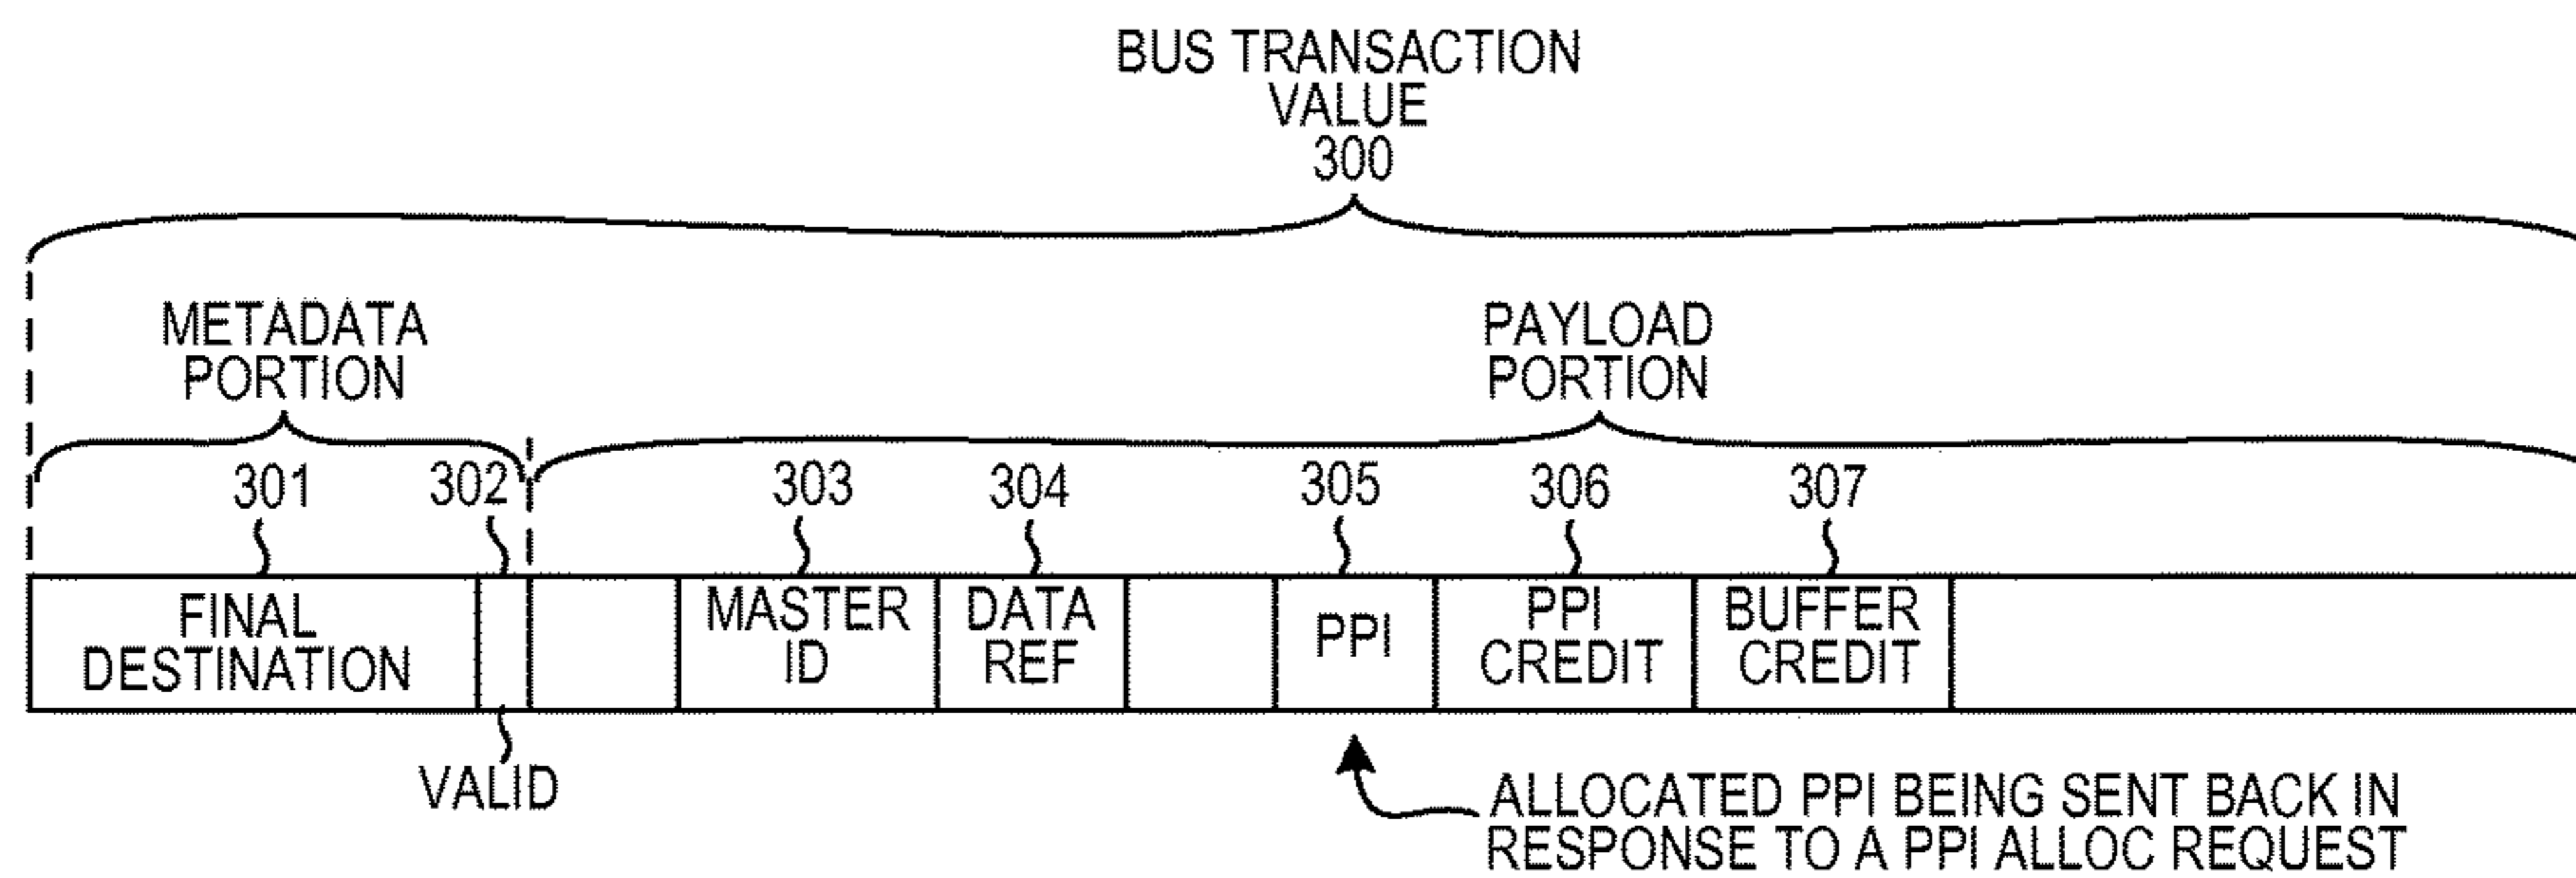 BUS TRANSACTION
VALUE
300
METADATA
PORTION
PAYLOAD
PORTION
301
302
303
304
305
306
307
FINAL
DESTINATION
MASTER
ID
DATA
REF
PPI
PPI
CREDIT
BUFFER
CREDIT
VALID
ALLOCATED PPI BEING SENT BACK IN
RESPONSE TO A PPI ALLOC REQUEST